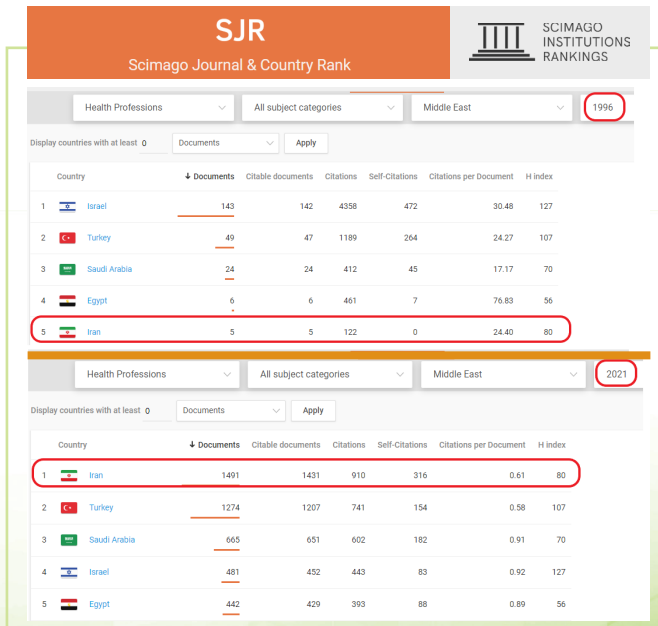 SJR
Scimago Journal & Country Rank
SCIMAGO
INSTITUTIONS
RANKINGS
Health Professions All subject categories Middle East 1996
Display countries with at least 0 Documents Apply
Country ↓ Documents Citable documents Citations Self-Citations Citations per Document H index
1 Israel 143 142 4358 472 30.48 127
2 Turkey 49 47 1189 264 24.27 107
3 Saudi Arabia 24 24 412 45 17.17 70
4 Egypt 6 6 461 7 76.83 56
5 Iran 5 5 122 0 24.40 80
Health Professions All subject categories Middle East 2021
Display countries with at least 0 Documents Apply
Country ↓ Documents Citable documents Citations Self-Citations Citations per Document H index
1 Iran 1491 1431 910 316 0.61 80
2 Turkey 1274 1207 741 154 0.58 107
3 Saudi Arabia 665 651 602 182 0.91 70
4 Israel 481 452 443 83 0.92 127
5 Egypt 442 429 393 88 0.89 56